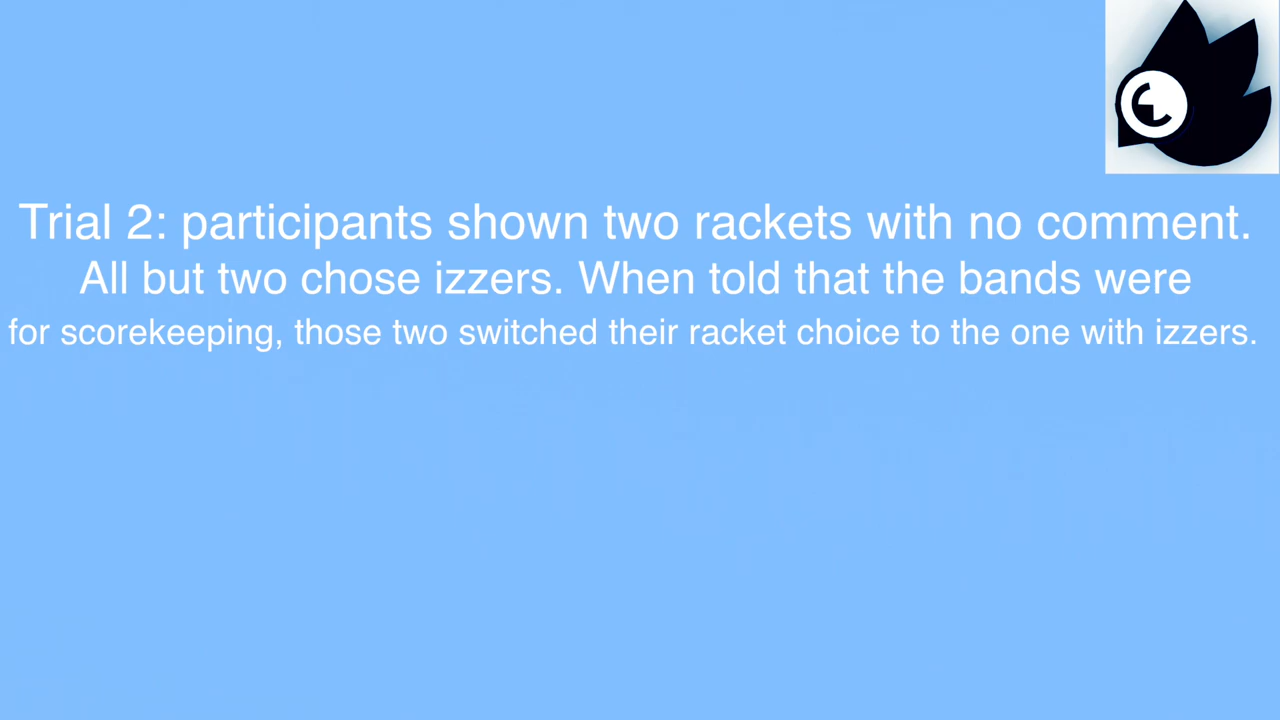 Trial 2: participants shown two rackets with no comment.
All but two chose izzers. When told that the bands were
for scorekeeping, those two switched their racket choice to the one with izzers.